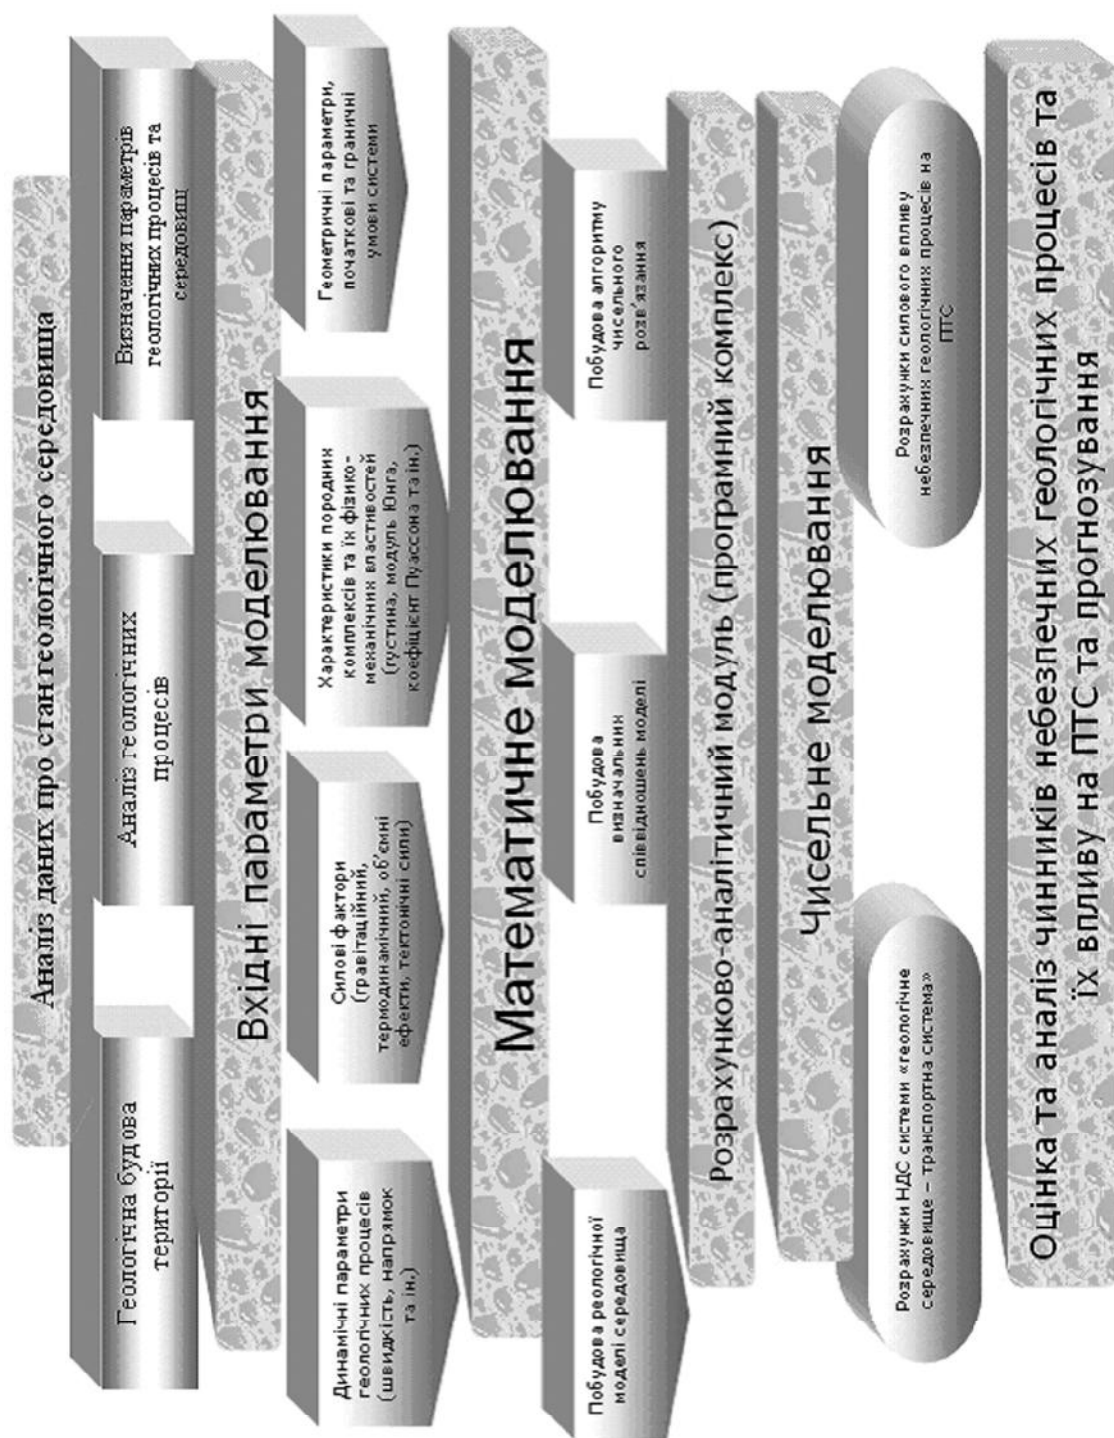 Аналіз даних про стан геологічного середовища
Геологічна будова
території
Аналіз геологічних
процесів
Визначення параметрів
геологічних процесів та
середовищ
Вхідні параметри моделювання
Динамічні параметри
геологічних процесів
(швидкість, напрямок
та ін.)
Силові фактори
(гравітаційний,
термодинамічний, об'ємні
ефекти, тектонічні сили)
Характеристики породних
комплексів та їх фізико-
механічних властивостей
(густина, модуль Юнга,
коефіцієнт Пуассона та ін.)
Геометричні параметри,
початкові та граничні
умови системи
Математичне моделювання
Побудова реологічної
моделі середовища
Побудова
визначальних
співвідношень моделі
Побудова алгоритму
чисельного
розв'язання
Розрахунково-аналітичний модуль (програмний комплекс)
Чисельне моделювання
Розрахунки НДС системи «геологічне
середовище – транспортна система»
Розрахунки силового впливу
небезпечних геологічних процесів на
ПТС
Оцінка та аналіз чинників небезпечних геологічних процесів та
їх впливу на ПТС та прогнозування